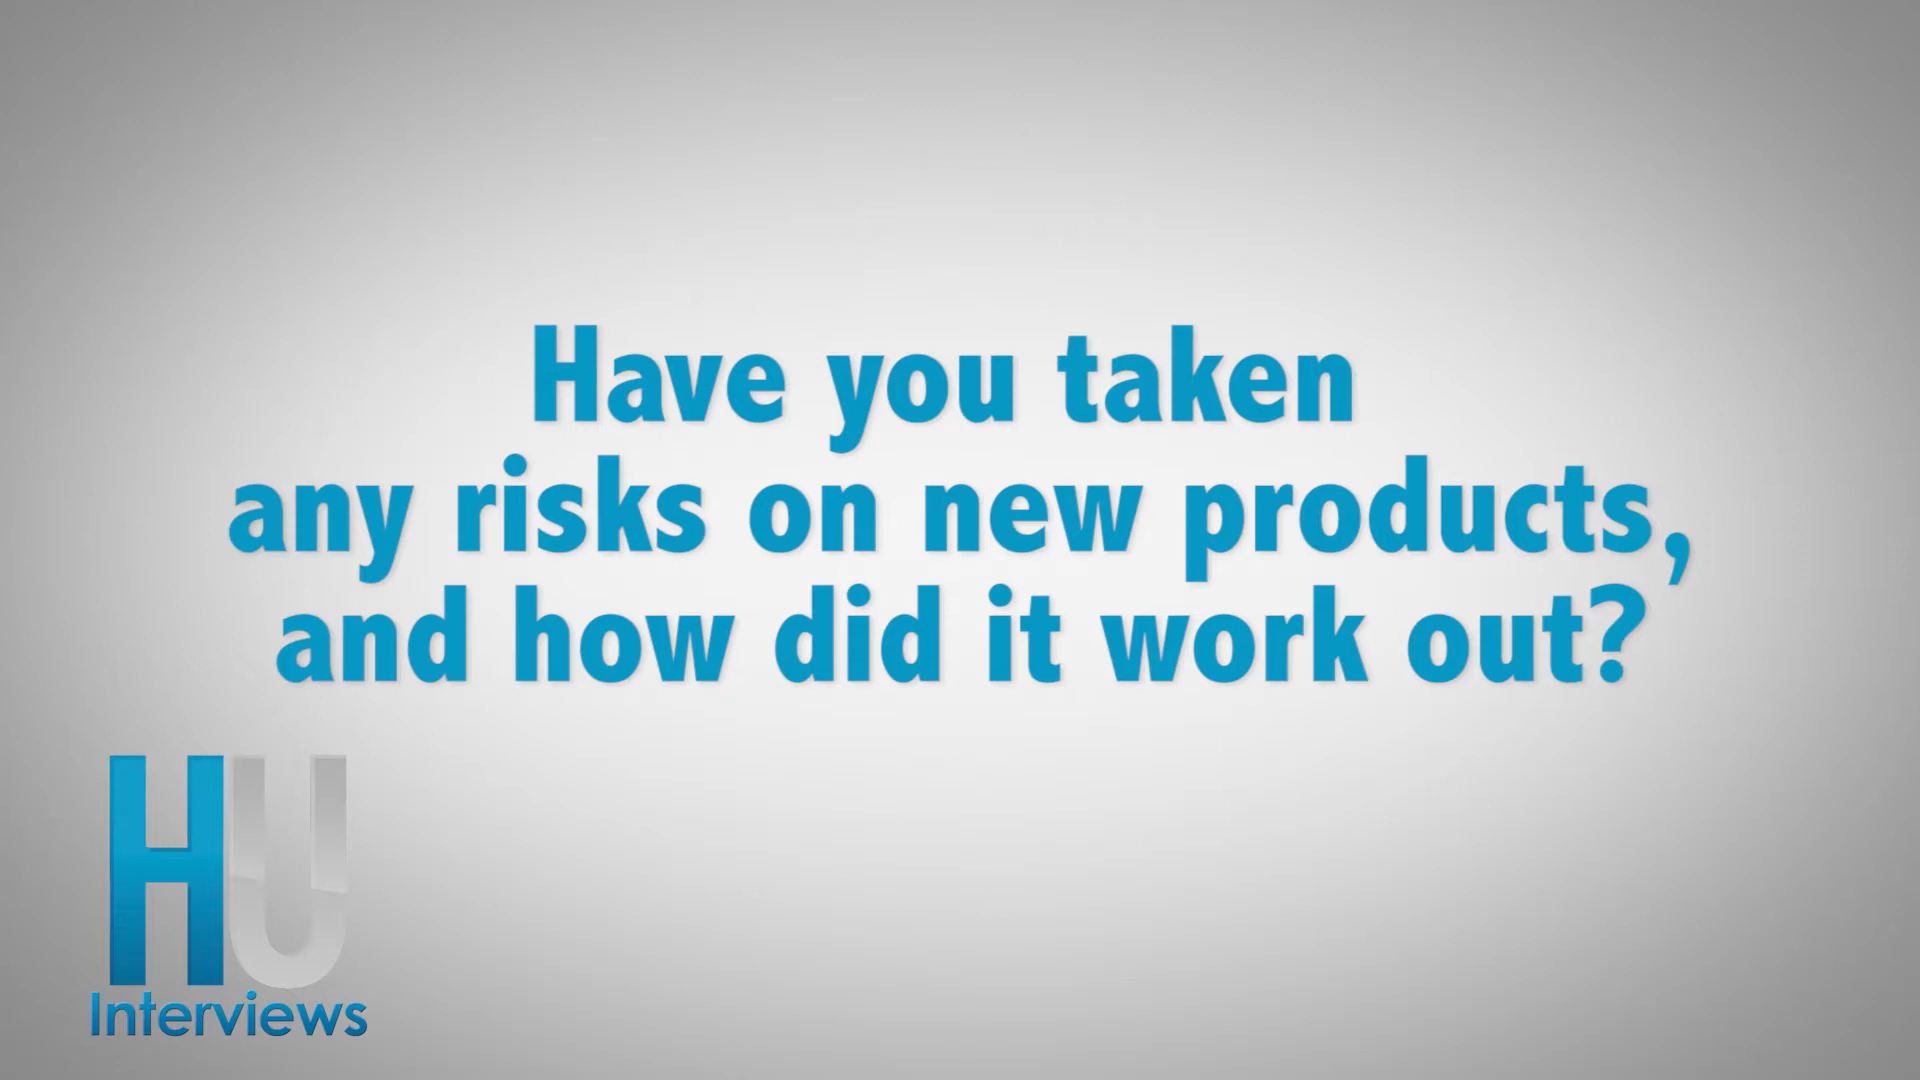 Have you taken
any risks on new products,
and how did it work out?
HU
Interviews